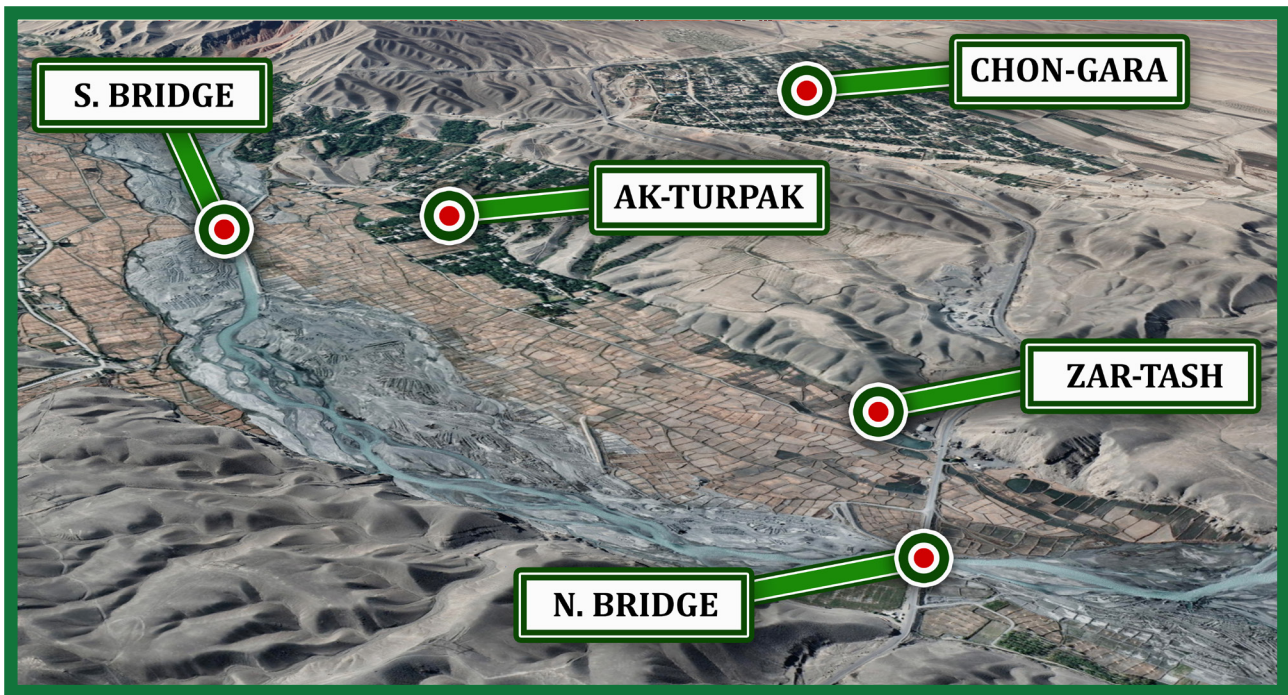 CHON-GARA
S. BRIDGE
AK-TURPAK
ZAR-TASH
N. BRIDGE